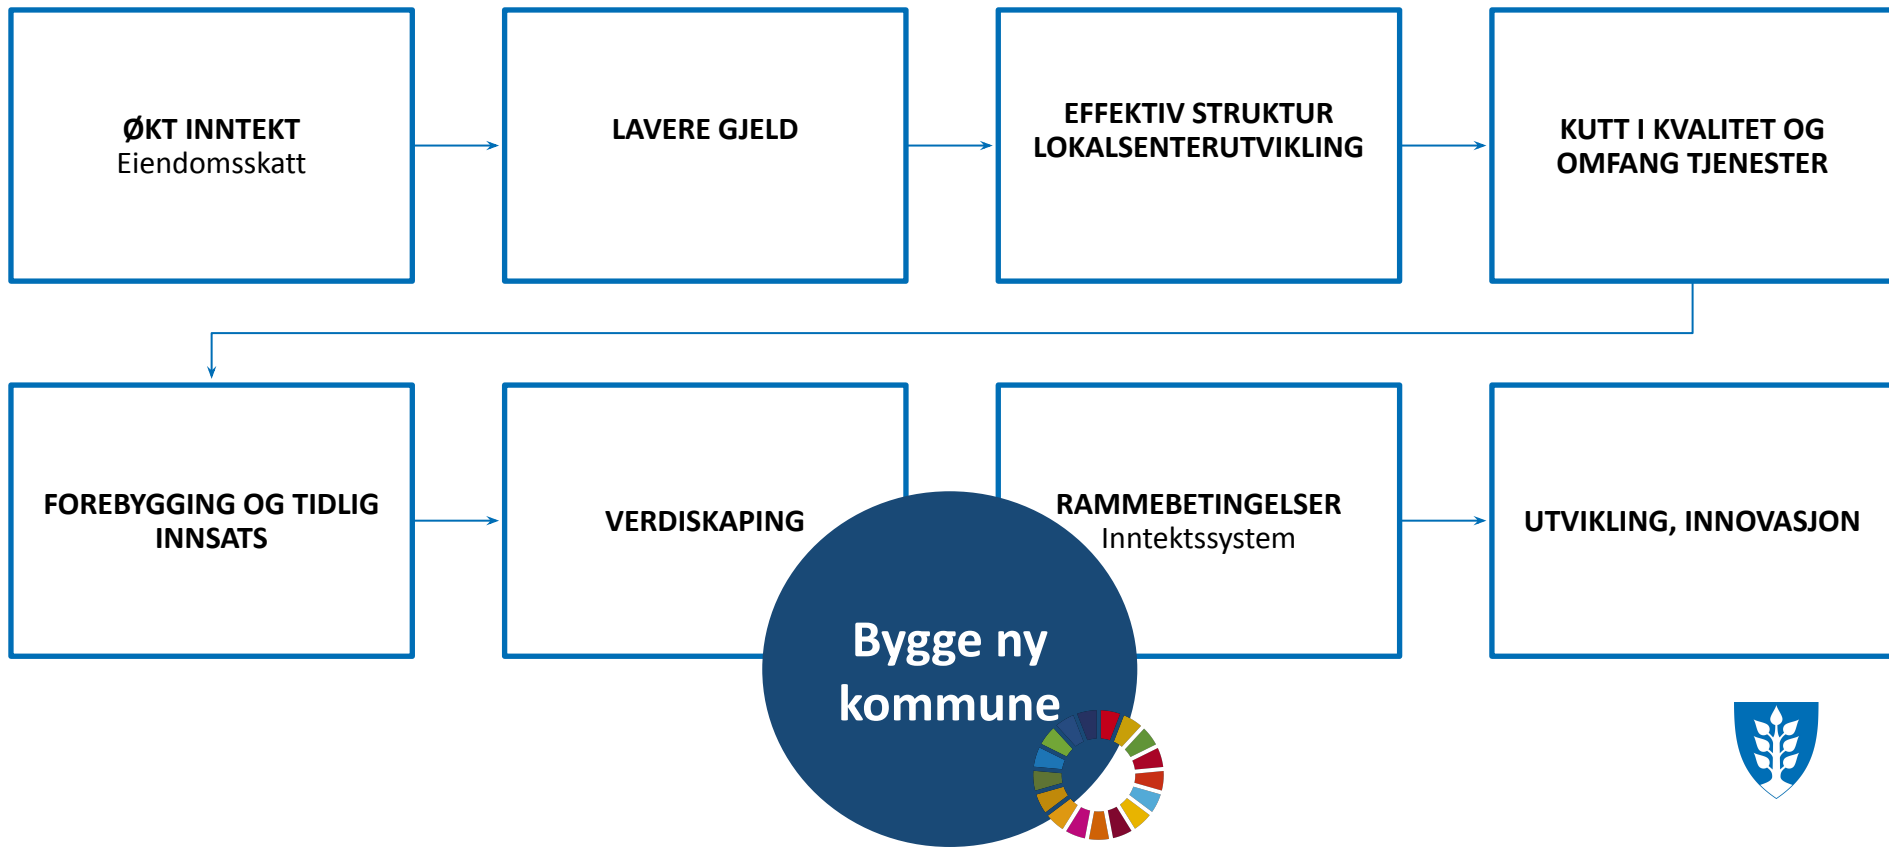 ØKT INNTEKT
Eiendomsskatt
LAVERE GJELD
EFFEKTIV STRUKTUR
LOKALSENTERUTVIKLING
KUTT I KVALITET OG
OMFANG TJENESTER
FOREBYGGING OG TIDLIG
INNSATS
VERDISKAPING
RAMMEBETINGELSER
Inntektssystem
UTVIKLING, INNOVASJON
Bygge ny
kommune